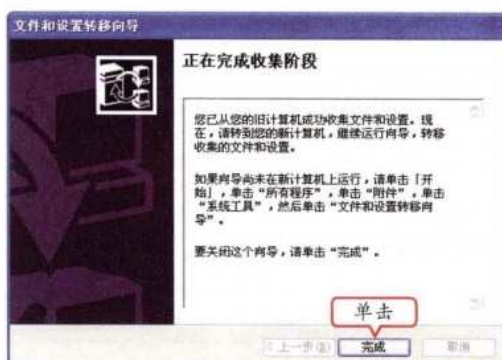 文件和设置转移向导
正在完成收集阶段
您已从您的旧计算机成功收集文件和设置。现
在，请转到您的新计算机，继续运行向导，转移
收集的文件和设置。
如果向导尚未在新计算机上运行，请单击「开
始」，单击“所有程序”，单击“附件”，单击
“系统工具”，然后单击“文件和设置转移向
导”。
要关闭这个向导，请单击“完成”。
单击
< 上一步(B)
完成
取消